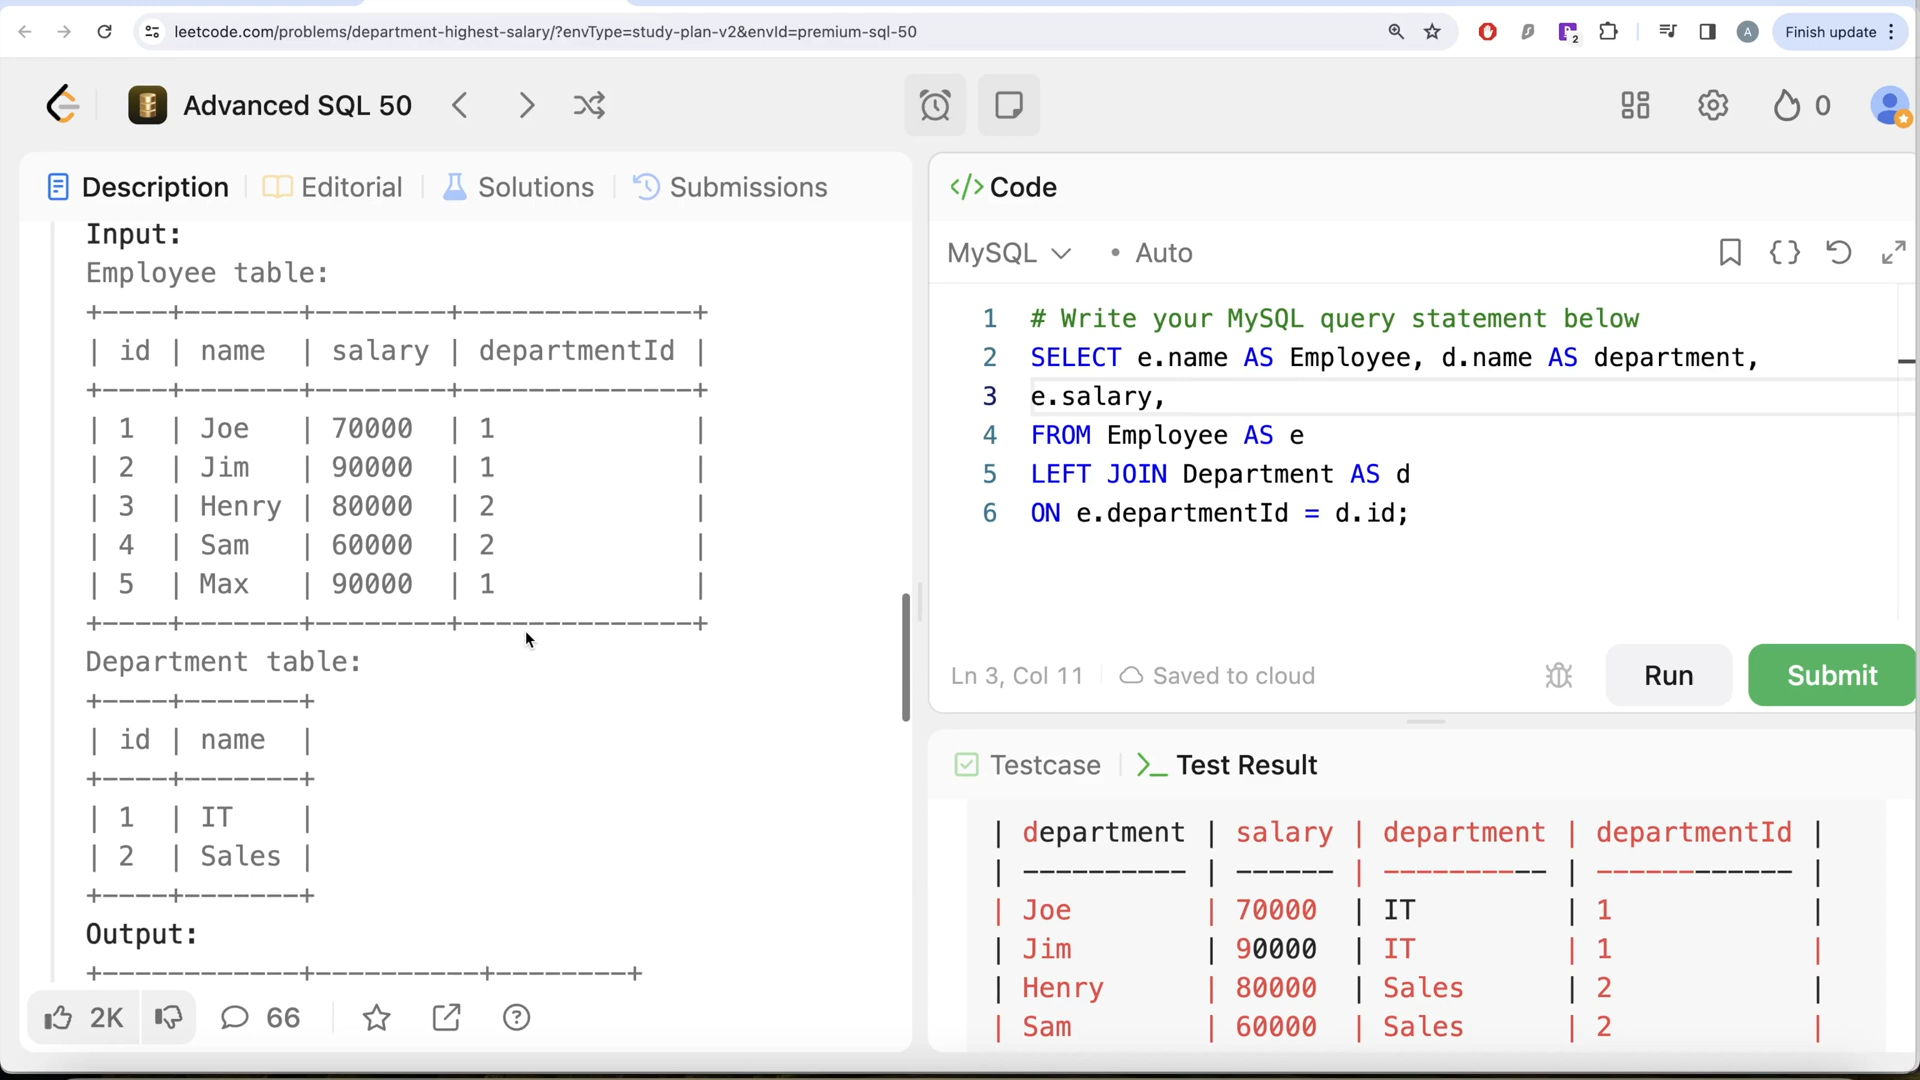 leetcode.com/problems/department-highest-salary/?envType=study-plan-v2&envId=premium-sql-50
2
A
Finish update
Advanced SQL 50
0
Description
Editorial
Solutions
Submissions
Input:
Employee table:
+----+-------+--------+--------------+
| id | name  | salary | departmentId |
+----+-------+--------+--------------+
| 1  | Joe   | 70000  | 1            |
| 2  | Jim   | 90000  | 1            |
| 3  | Henry | 80000  | 2            |
| 4  | Sam   | 60000  | 2            |
| 5  | Max   | 90000  | 1            |
+----+-------+--------+--------------+
Department table:
+----+-------+
| id | name  |
+----+-------+
| 1  | IT    |
| 2  | Sales |
+----+-------+
Output:
+------------+----------+--------+
2K
66
</> Code
MySQL
• Auto
1 # Write your MySQL query statement below
2 SELECT e.name AS Employee, d.name AS department,
3 e.salary,
4 FROM Employee AS e
5 LEFT JOIN Department AS d
6 ON e.departmentId = d.id;
Ln 3, Col 11
Saved to cloud
Run
Submit
Testcase
Test Result
| department | salary | department | departmentId |
| ---------- | ------ | ---------- | ------------ |
| Joe        | 70000 | IT         | 1            |
| Jim        | 90000 | IT         | 1            |
| Henry      | 80000 | Sales      | 2            |
| Sam        | 60000 | Sales      | 2            |